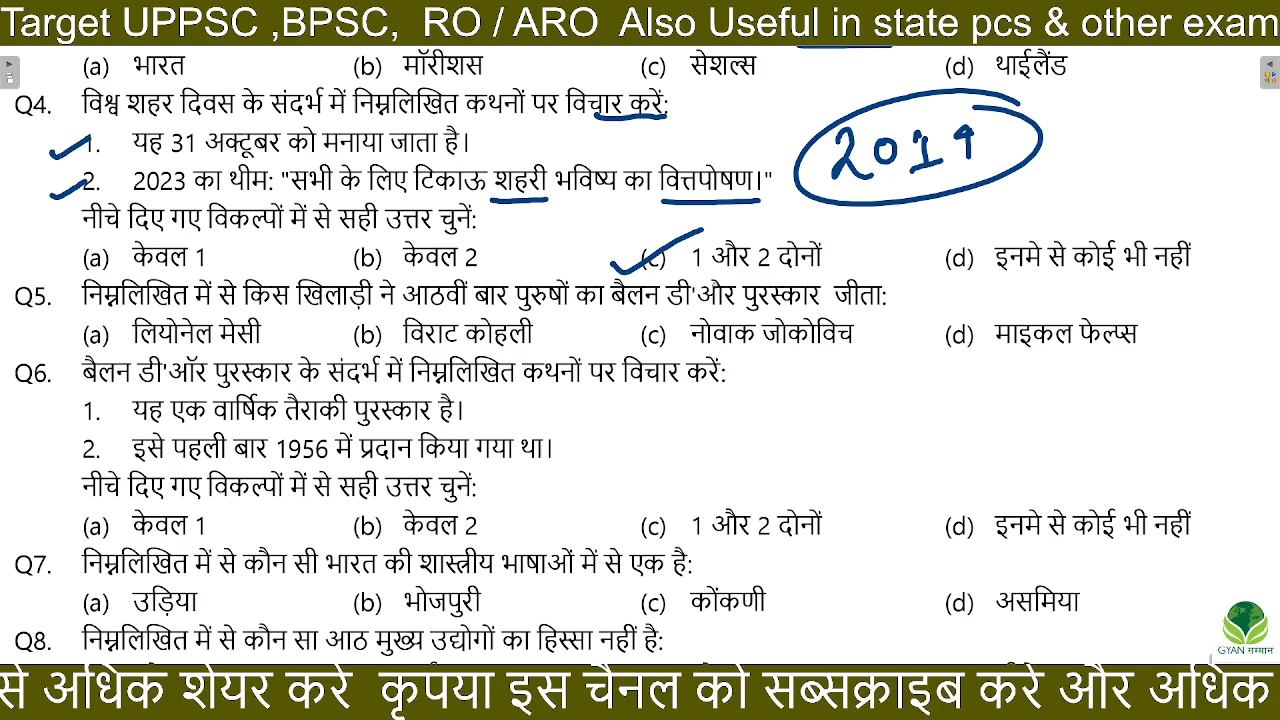 Target UPPSC ,BPSC, RO / ARO Also Useful in state pcs & other exam
(a) भारत (b) मॉरीशस (c) सेशल्स (d) थाईलैंड
Q4. विश्व शहर दिवस के संदर्भ में निम्नलिखित कथनों पर विचार करें:
1. यह 31 अक्टूबर को मनाया जाता है।
2019
2. 2023 का थीम: "सभी के लिए टिकाऊ शहरी भविष्य का वित्तपोषण।"
नीचे दिए गए विकल्पों में से सही उत्तर चुनें:
(a) केवल 1 (b) केवल 2 (c) 1 और 2 दोनों (d) इनमे से कोई भी नहीं
Q5. निम्नलिखित में से किस खिलाड़ी ने आठवीं बार पुरुषों का बैलन डी'ओर पुरस्कार जीता:
(a) लियोनेल मेसी (b) विराट कोहली (c) नोवाक जोकोविच (d) माइकल फेल्प्स
Q6. बैलन डी'ऑर पुरस्कार के संदर्भ में निम्नलिखित कथनों पर विचार करें:
1. यह एक वार्षिक तैराकी पुरस्कार है।
2. इसे पहली बार 1956 में प्रदान किया गया था।
नीचे दिए गए विकल्पों में से सही उत्तर चुनें:
(a) केवल 1 (b) केवल 2 (c) 1 और 2 दोनों (d) इनमे से कोई भी नहीं
Q7. निम्नलिखित में से कौन सी भारत की शास्त्रीय भाषाओं में से एक है:
(a) उड़िया (b) भोजपुरी (c) कोंकणी (d) असमिया
Q8. निम्नलिखित में से कौन सा आठ मुख्य उद्योगों का हिस्सा नहीं है:
GYAN सम्मान
से अधिक शेयर करे कृपया इस चैनल को सब्सक्राइब करे और अधिक